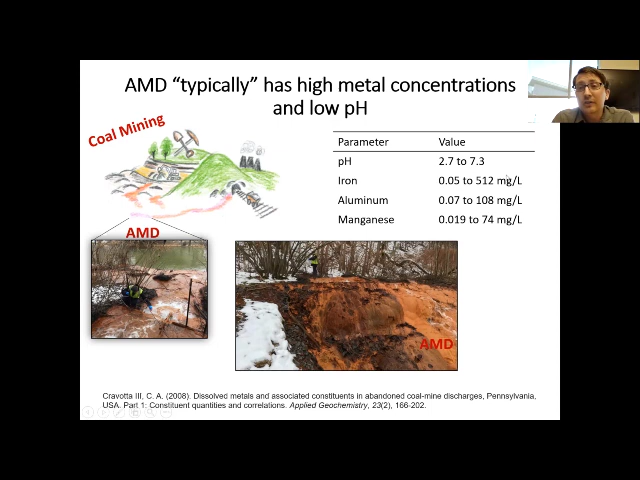 AMD “typically” has high metal concentrations
and low pH
Coal Mining
Parameter Value
pH 2.7 to 7.3
Iron 0.05 to 512 mg/L
Aluminum 0.07 to 108 mg/L
Manganese 0.019 to 74 mg/L
AMD
AMD
Cravotta III, C. A. (2008). Dissolved metals and associated constituents in abandoned coal-mine discharges, Pennsylvania,
USA. Part 1: Constituent quantities and correlations. Applied Geochemistry, 23(2), 166-202.